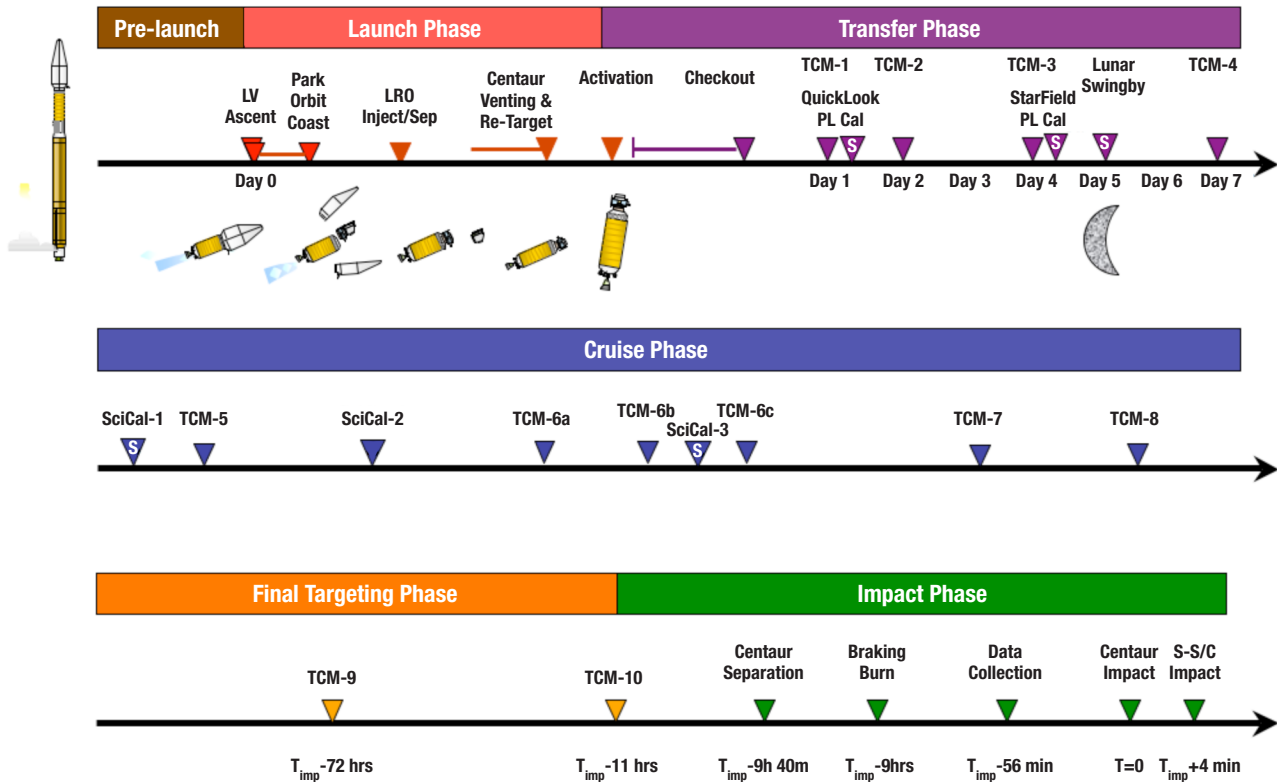 Pre-launch Launch Phase Transfer Phase
LV
Ascent
Park
Orbit
Coast
LRO
Inject/Sep
Centaur
Venting &
Re-Target
Activation
Checkout
TCM-1
QuickLook
PL Cal
S
TCM-2
TCM-3
StarField
PL Cal
S
Lunar
Swingby
S
TCM-4
Day 0 Day 1 Day 2 Day 3 Day 4 Day 5 Day 6 Day 7
Cruise Phase
SciCal-1
S
TCM-5
SciCal-2
TCM-6a
TCM-6b
SciCal-3
S
TCM-6c
TCM-7
TCM-8
Final Targeting Phase Impact Phase
TCM-9
TCM-10
Centaur
Separation
Braking
Burn
Data
Collection
Centaur
Impact
S-S/C
Impact
Timp-72 hrs Timp-11 hrs Timp-9h 40m Timp-9hrs Timp-56 min T=0 Timp+4 min